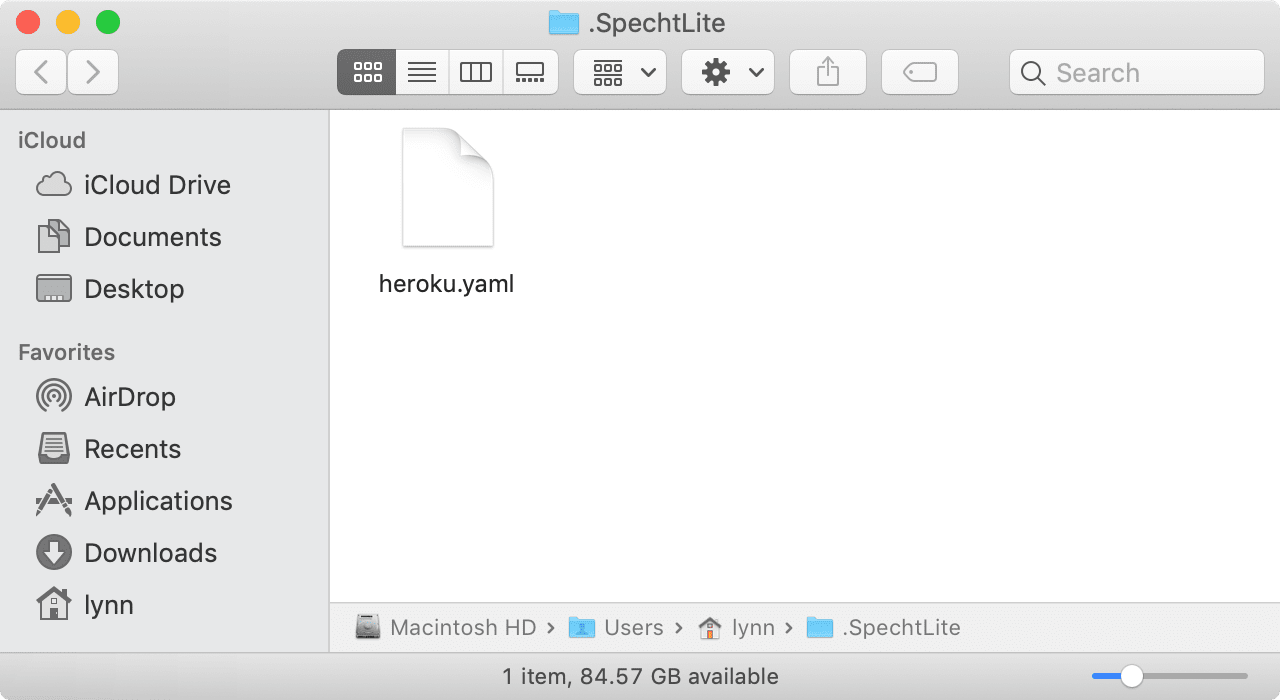 .SpechtLite
Search
iCloud
iCloud Drive
Documents
Desktop
Favorites
AirDrop
Recents
Applications
Downloads
lynn
heroku.yaml
Macintosh HD › Users › lynn › .SpechtLite
1 item, 84.57 GB available